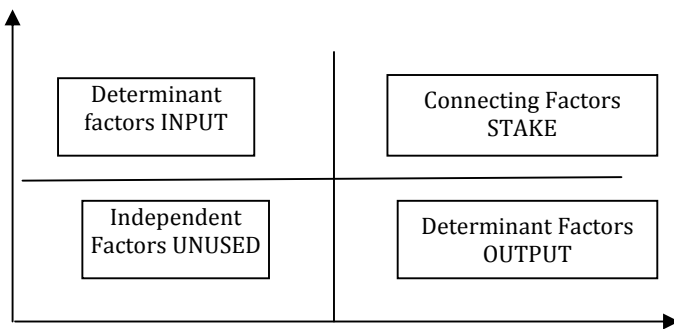 Determinant
factors INPUT
Connecting Factors
STAKE
Independent
Factors UNUSED
Determinant Factors
OUTPUT